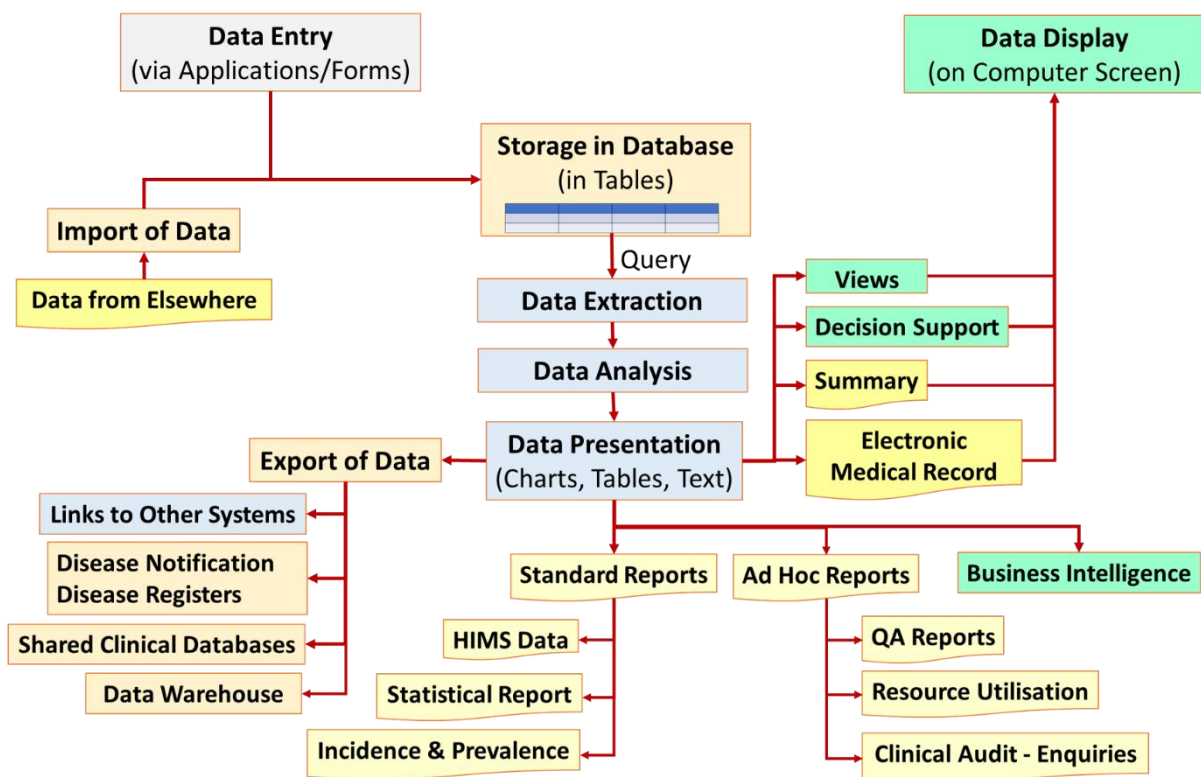 Data Entry
(via Applications/Forms)
Data Display
(on Computer Screen)
Storage in Database
(in Tables)
Import of Data
Data from Elsewhere
Query
Data Extraction
Data Analysis
Data Presentation
(Charts, Tables, Text)
Views
Decision Support
Summary
Electronic
Medical Record
Export of Data
Links to Other Systems
Disease Notification
Disease Registers
Shared Clinical Databases
Data Warehouse
Standard Reports
HIMS Data
Statistical Report
Incidence & Prevalence
Ad Hoc Reports
QA Reports
Resource Utilisation
Clinical Audit - Enquiries
Business Intelligence